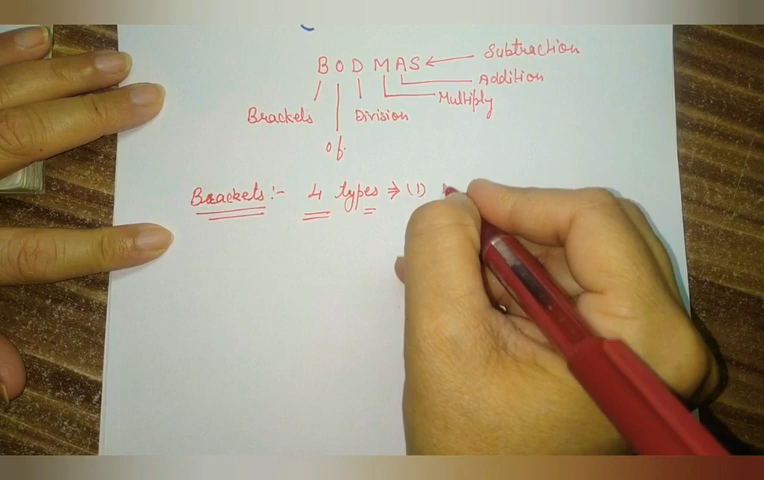 BODMAS ← Subtraction
Addition
Multiply
Brackets Division
of
Brackets :- 4 types ⇒ (1)